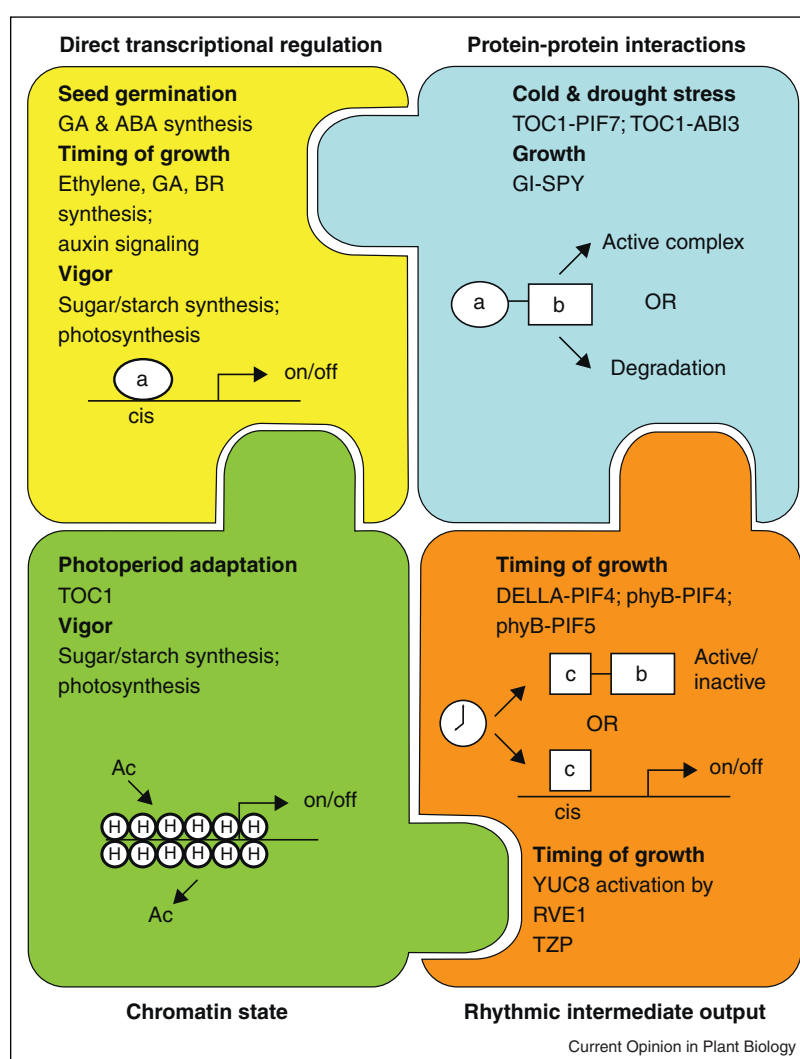 Direct transcriptional regulation
Protein-protein interactions
Seed germination
GA & ABA synthesis
Timing of growth
Ethylene, GA, BR
synthesis;
auxin signaling
Vigor
Sugar/starch synthesis;
photosynthesis
a
on/off
cis
Cold & drought stress
TOC1-PIF7; TOC1-ABI3
Growth
GI-SPY
Active complex
a
b
OR
Degradation
Photoperiod adaptation
TOC1
Vigor
Sugar/starch synthesis;
photosynthesis
Ac
on/off
H H H H H H
H H H H H H
Ac
Timing of growth
DELLA-PIF4; phyB-PIF4;
phyB-PIF5
c b Active/
inactive
OR
c
on/off
cis
Timing of growth
YUC8 activation by
RVE1
TZP
Chromatin state
Rhythmic intermediate output
Current Opinion in Plant Biology